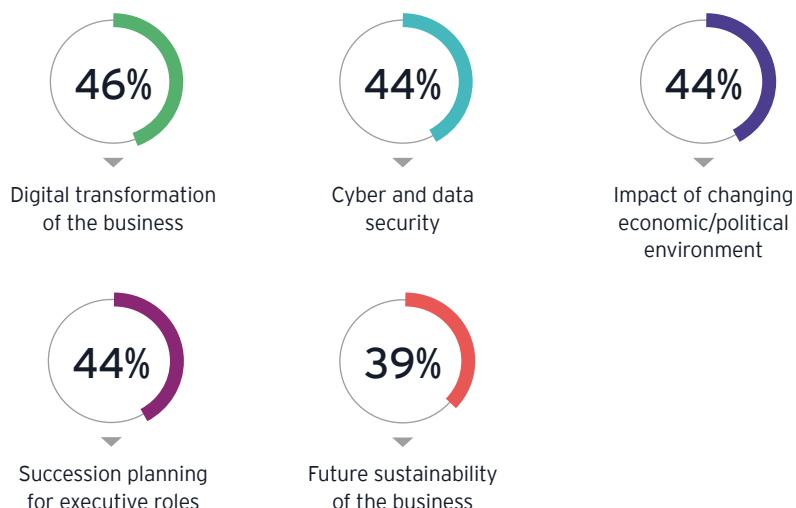 46%
Digital transformation
of the business
44%
Cyber and data
security
44%
Impact of changing
economic/political
environment
44%
Succession planning
for executive roles
39%
Future sustainability
of the business